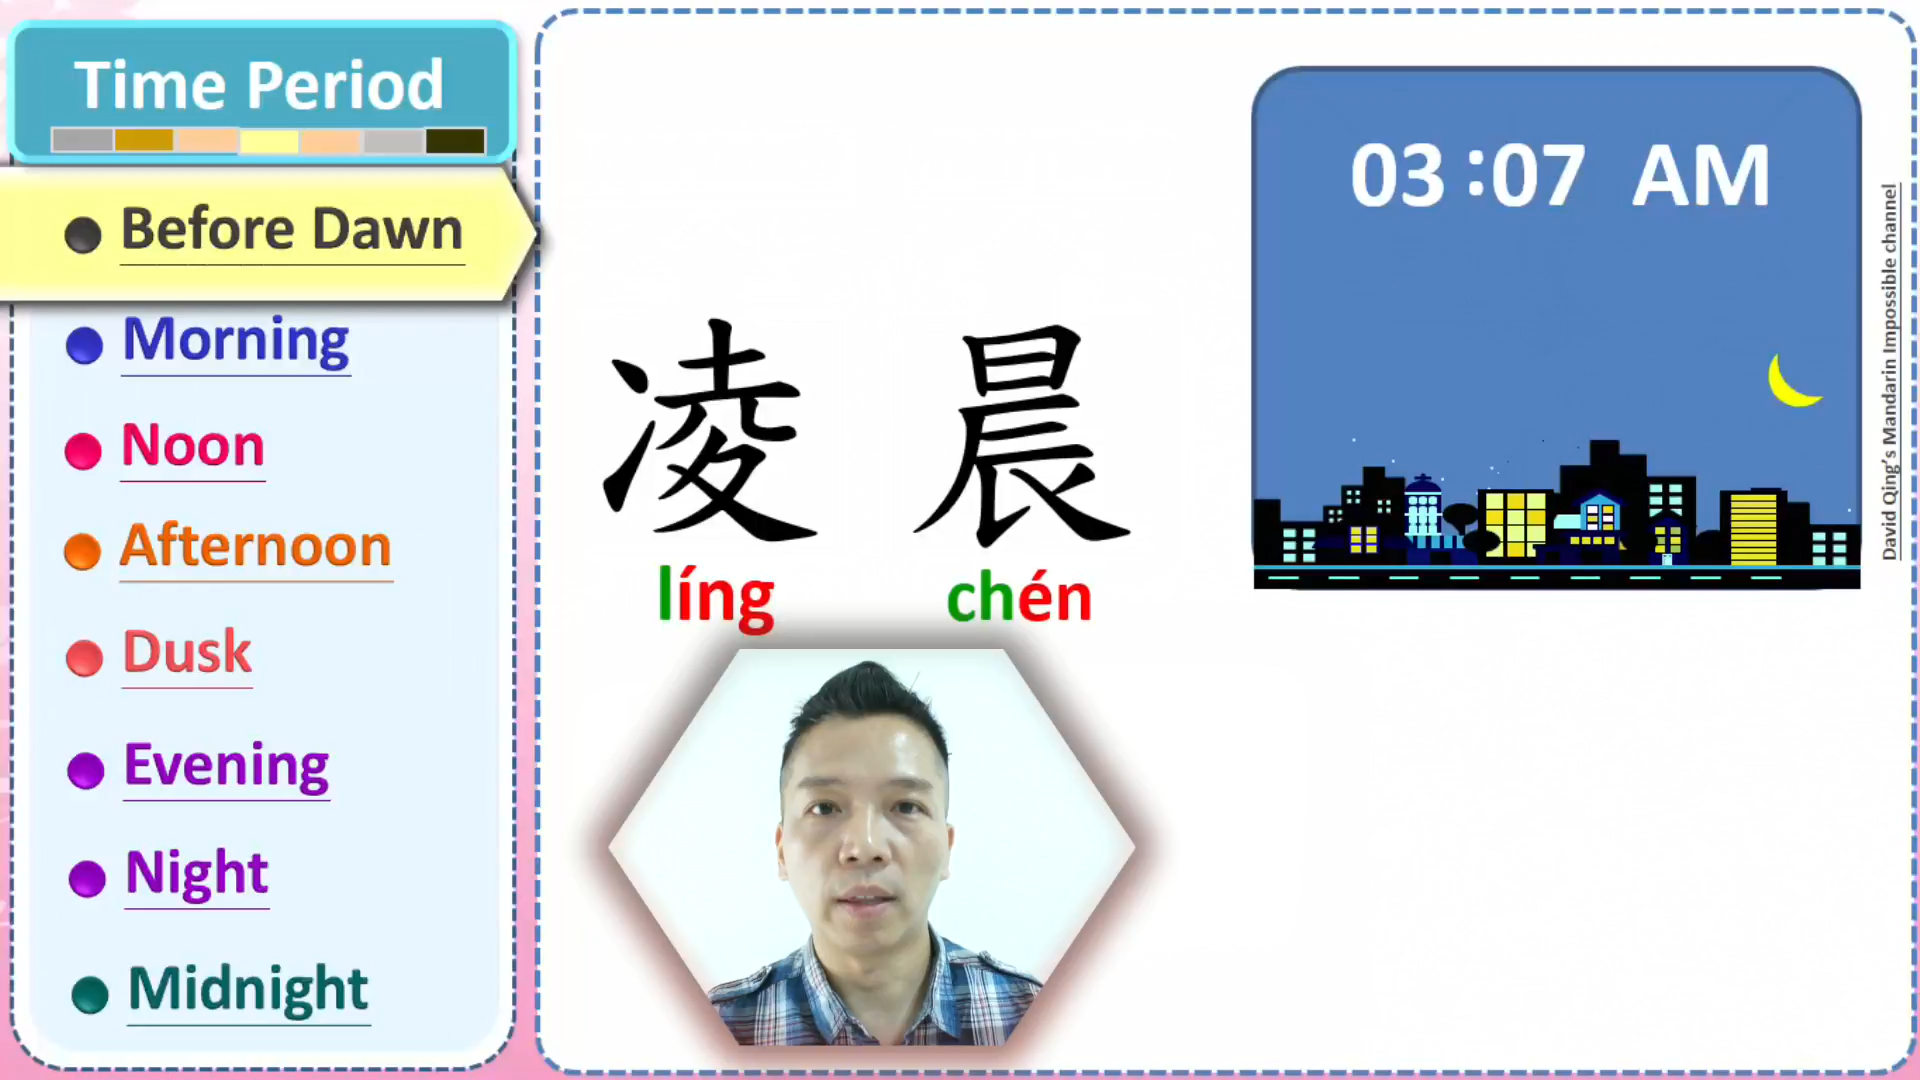 Time Period
Before Dawn
Morning
Noon
Afternoon
Dusk
Evening
Night
Midnight
凌晨
líng chén
03:07 AM
David Qing's Mandarin Impossible channel